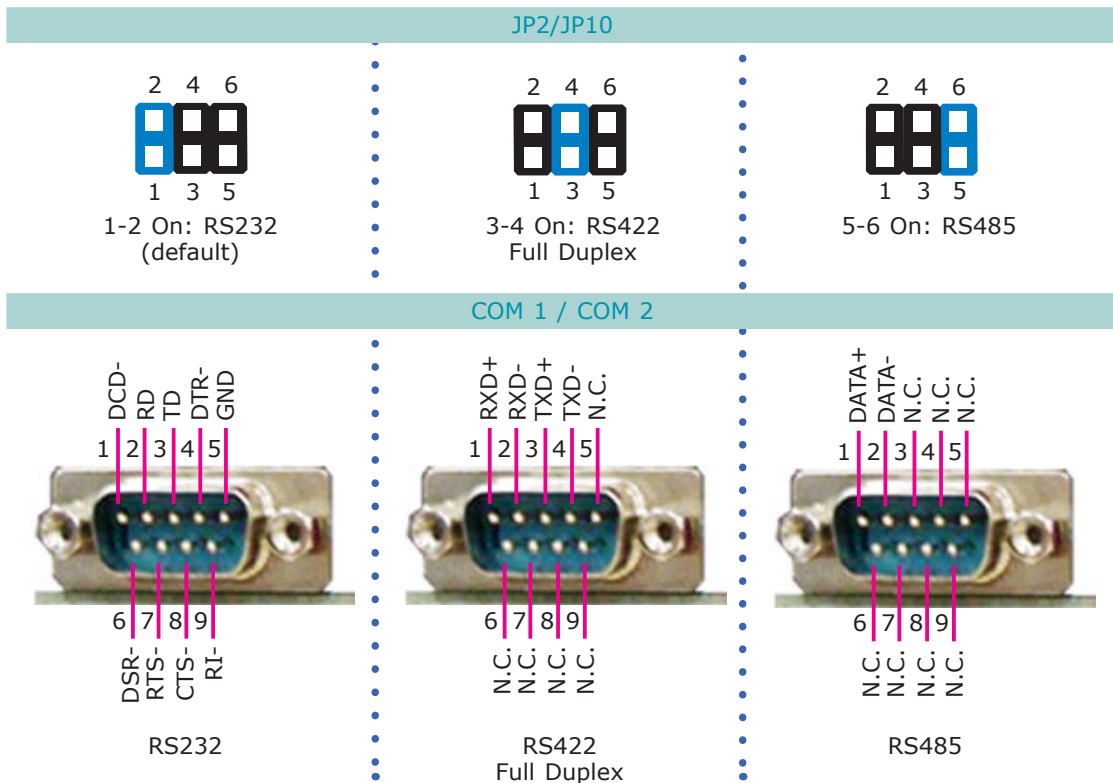 JP2/JP10
2 4 6
1 3 5
1-2 On: RS232
(default)
2 4 6
1 3 5
3-4 On: RS422
Full Duplex
2 4 6
1 3 5
5-6 On: RS485
COM 1 / COM 2
DCD- RD TD DTR- GND
1 2 3 4 5
6 7 8 9
DSR- RTS- CTS- RI-
RS232
RXD+ RXD- TXD+ TXD- N.C.
1 2 3 4 5
6 7 8 9
N.C. N.C. N.C. N.C.
RS422
Full Duplex
DATA+ DATA- N.C. N.C. N.C.
1 2 3 4 5
6 7 8 9
N.C. N.C. N.C. N.C.
RS485